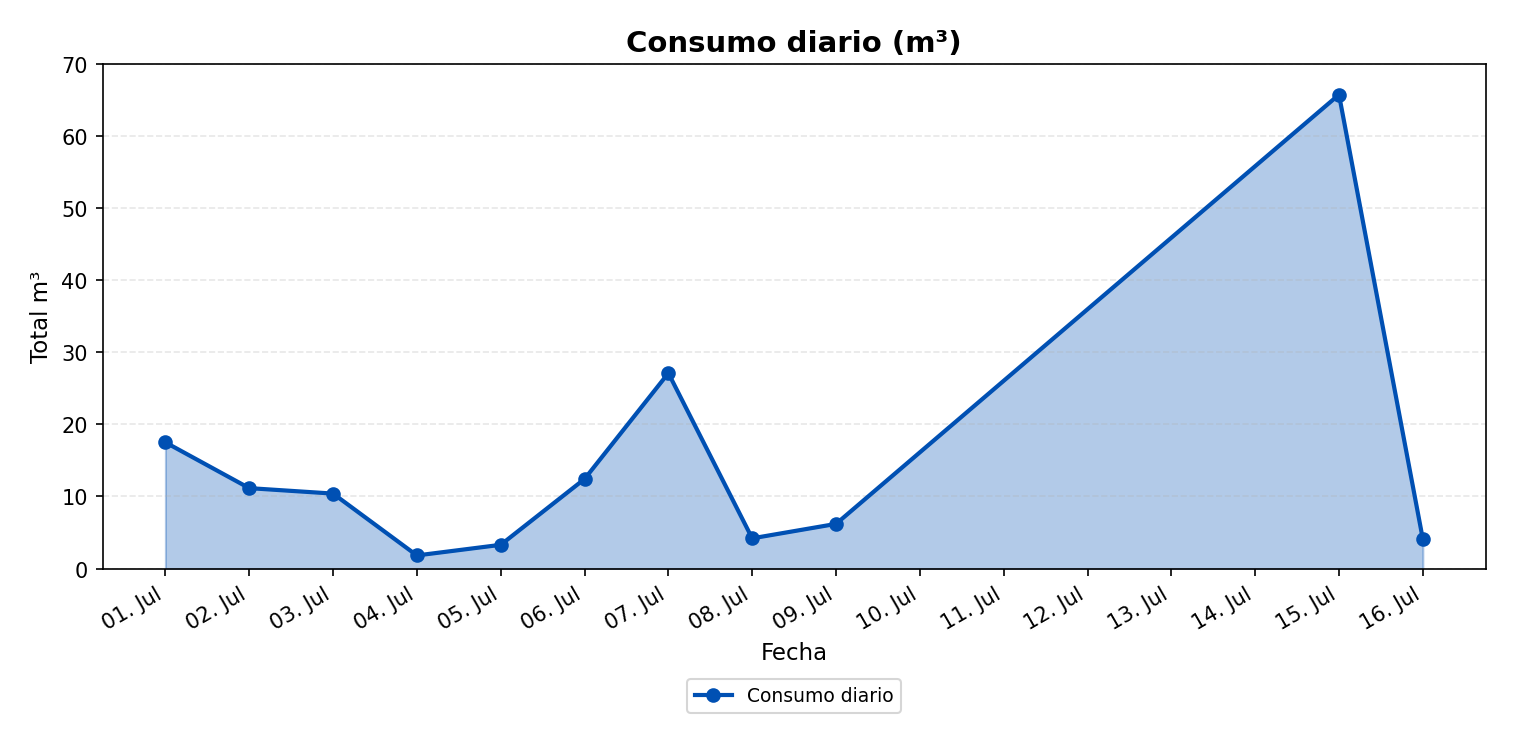 Consumo diario (m³)
Total m³
70
60
50
40
30
20
10
0
01. Jul
02. Jul
03. Jul
04. Jul
05. Jul
06. Jul
07. Jul
08. Jul
09. Jul
10. Jul
11. Jul
12. Jul
13. Jul
14. Jul
15. Jul
16. Jul
Fecha
Consumo diario